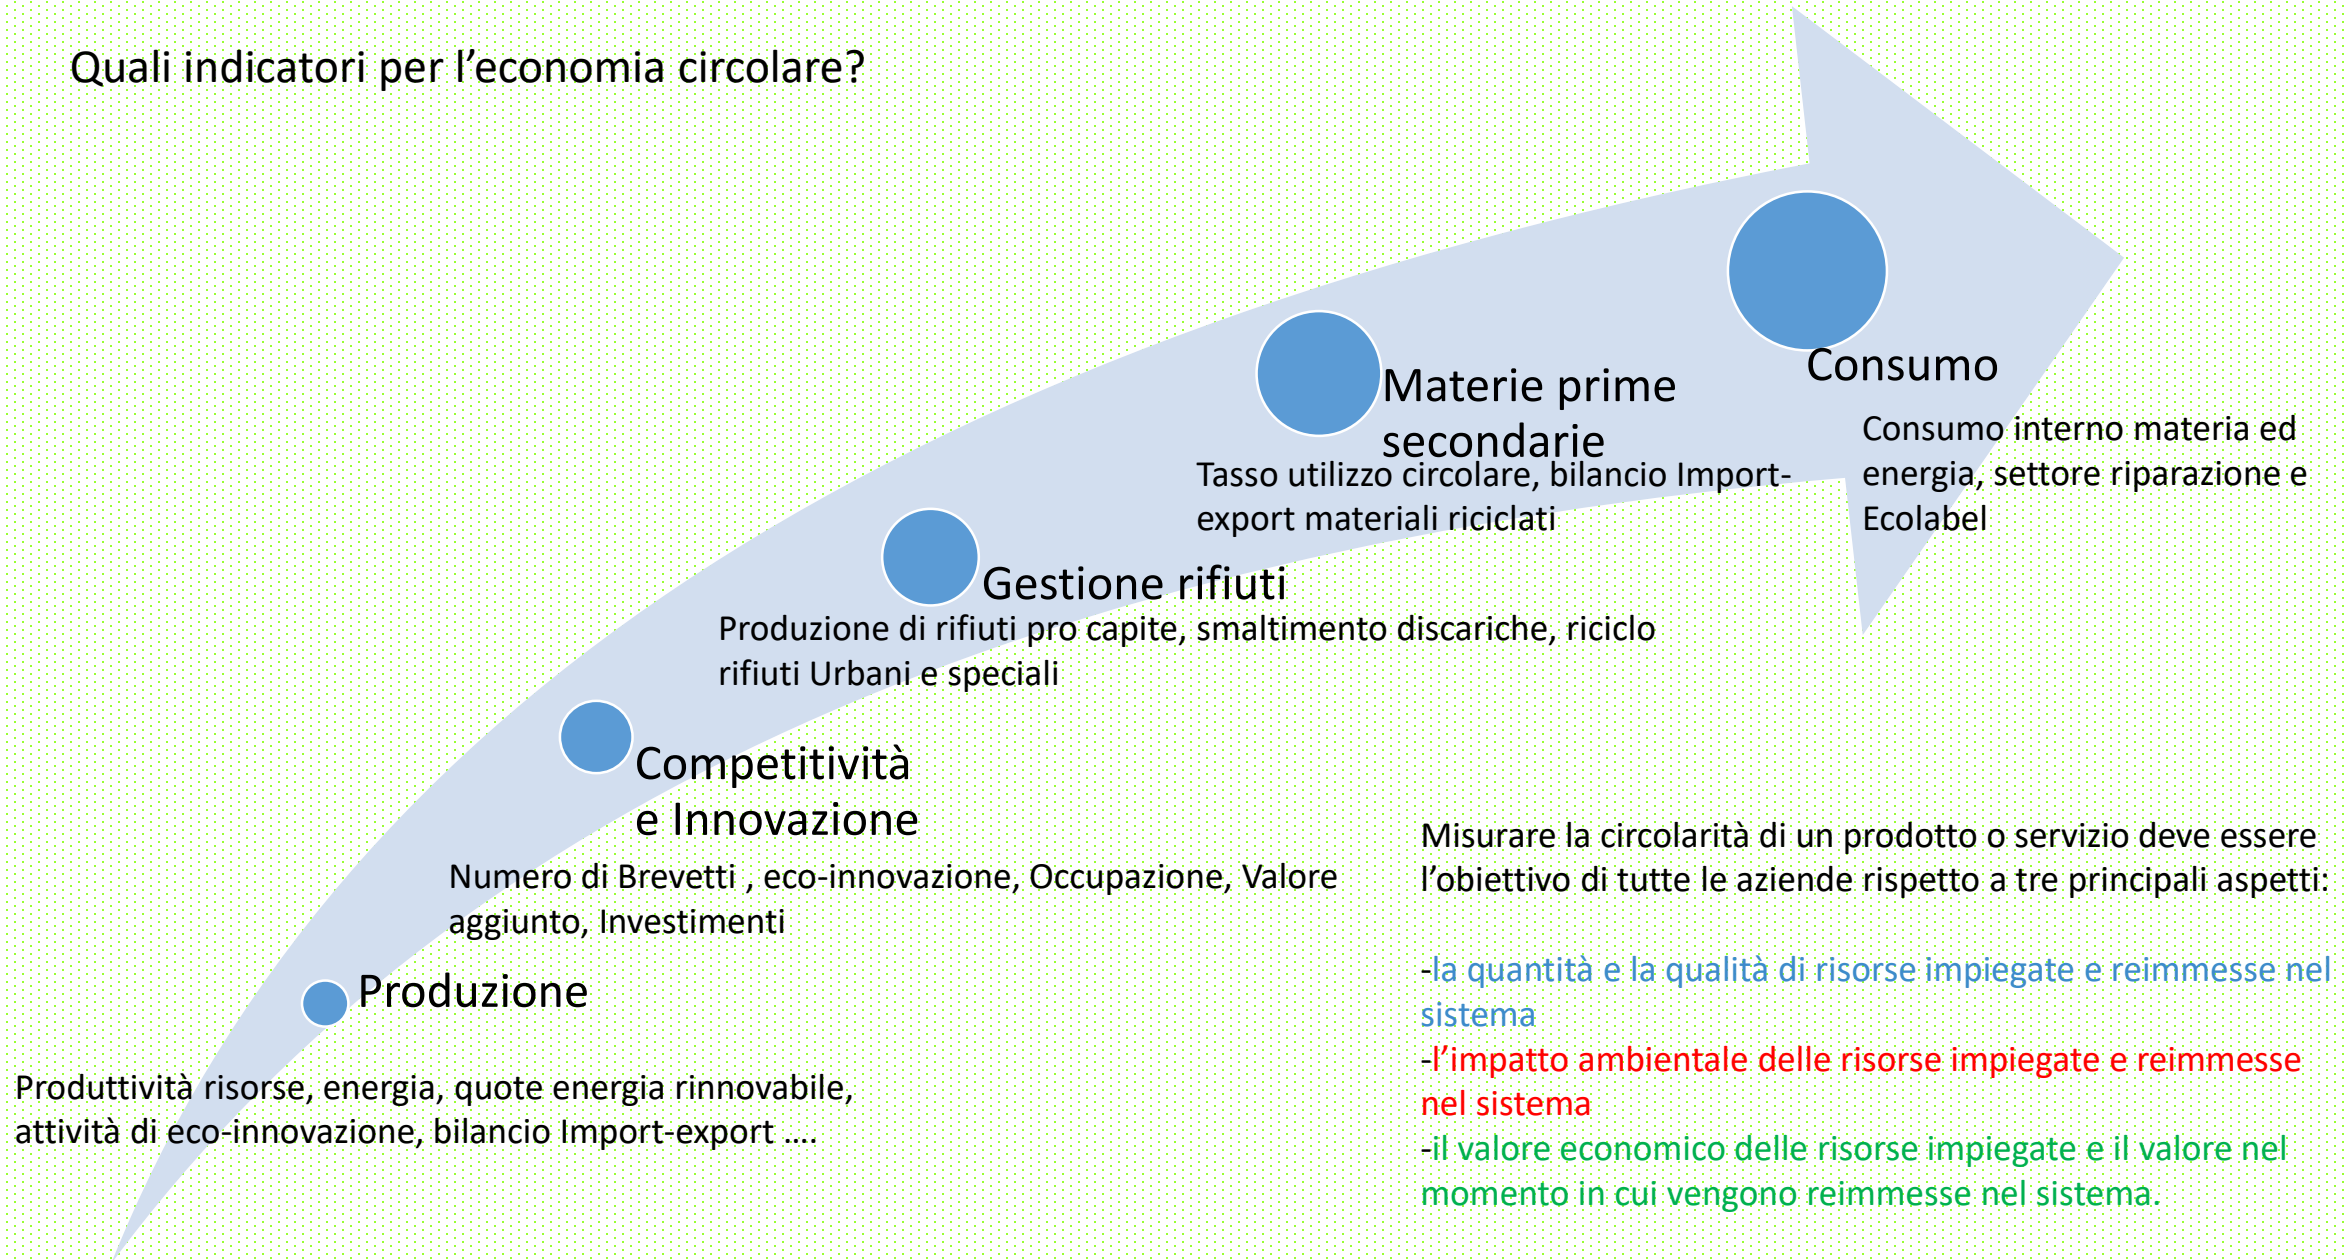 Quali indicatori per l'economia circolare?
Consumo
Consumo interno materia ed
energia, settore riparazione e
Ecolabel
Materie prime
secondarie
Tasso utilizzo circolare, bilancio Import-
export materiali riciclati
Gestione rifiuti
Produzione di rifiuti pro capite, smaltimento discariche, riciclo
rifiuti Urbani e speciali
Competitività
e Innovazione
Numero di Brevetti , eco-innovazione, Occupazione, Valore
aggiunto, Investimenti
Produzione
Produttività risorse, energia, quote energia rinnovabile,
attività di eco-innovazione, bilancio Import-export ....
Misurare la circolarità di un prodotto o servizio deve essere
l'obiettivo di tutte le aziende rispetto a tre principali aspetti:
-la quantità e la qualità di risorse impiegate e reimmesse nel
sistema
-l'impatto ambientale delle risorse impiegate e reimmesse
nel sistema
-il valore economico delle risorse impiegate e il valore nel
momento in cui vengono reimmesse nel sistema.